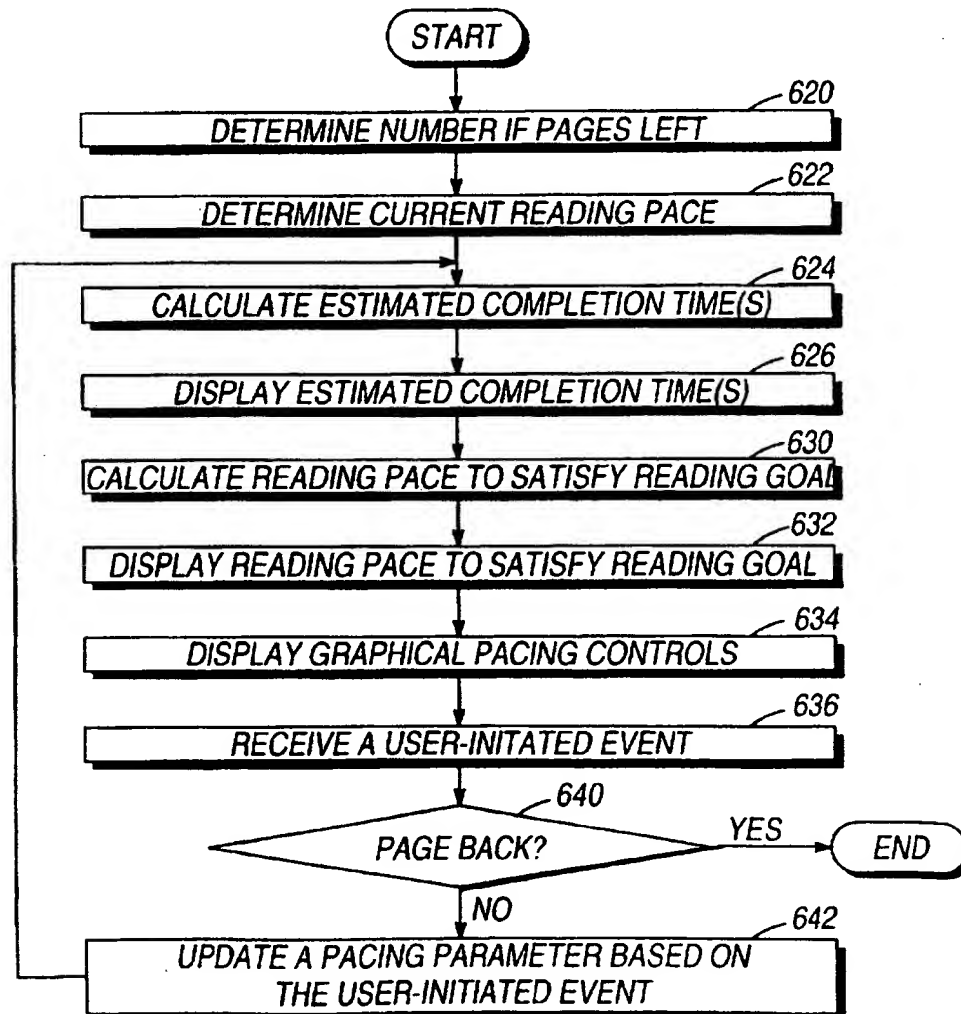 START
620
DETERMINE NUMBER IF PAGES LEFT
622
DETERMINE CURRENT READING PACE
624
CALCULATE ESTIMATED COMPLETION TIME(S)
626
DISPLAY ESTIMATED COMPLETION TIME(S)
630
CALCULATE READING PACE TO SATISFY READING GOAL
632
DISPLAY READING PACE TO SATISFY READING GOAL
634
DISPLAY GRAPHICAL PACING CONTROLS
636
RECEIVE A USER-INITATED EVENT
640
PAGE BACK?
YES
END
NO
642
UPDATE A PACING PARAMETER BASED ON
THE USER-INITIATED EVENT